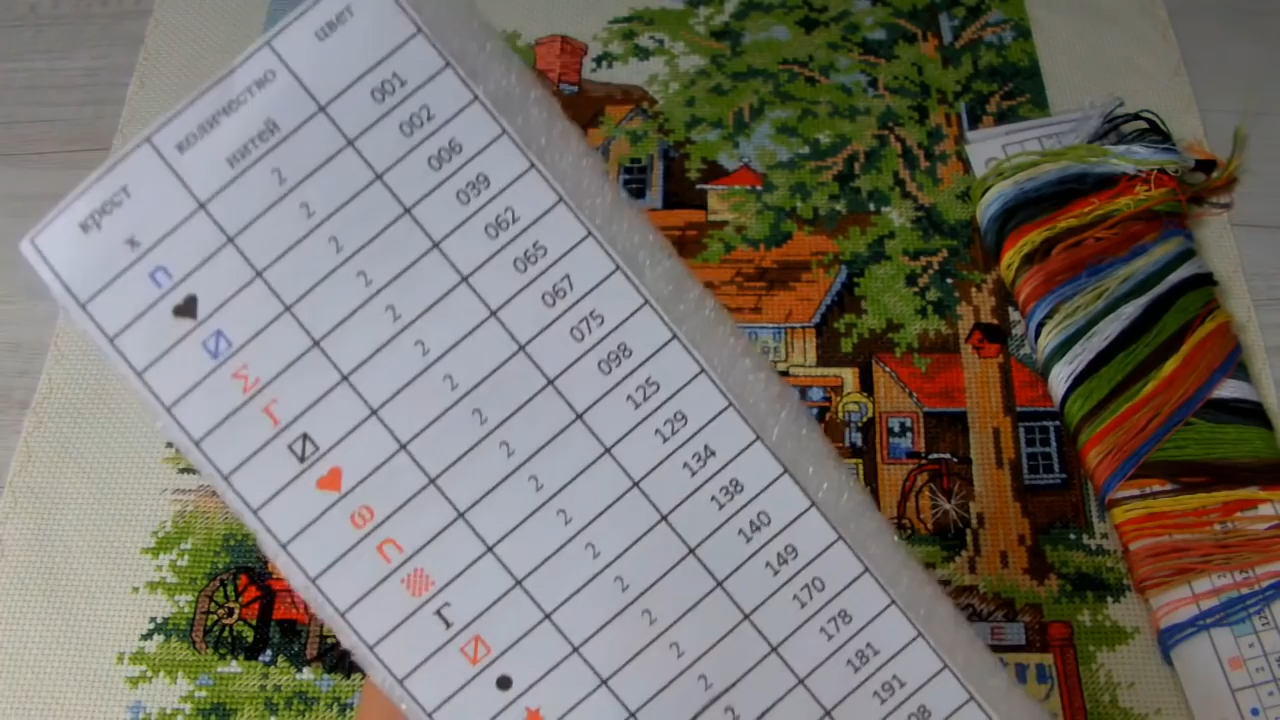 крест количество нитей цвет
х 2 001
п 2 002
♥ 2 006
⧄ 2 039
Σ 2 062
Г 2 065
⧄ 2 067
♥ 2 075
ω 2 098
п 2 125
2 129
Г 2 134
⧄ 2 138
● 2 140
★ 2 149
2 170
2 178
181
191